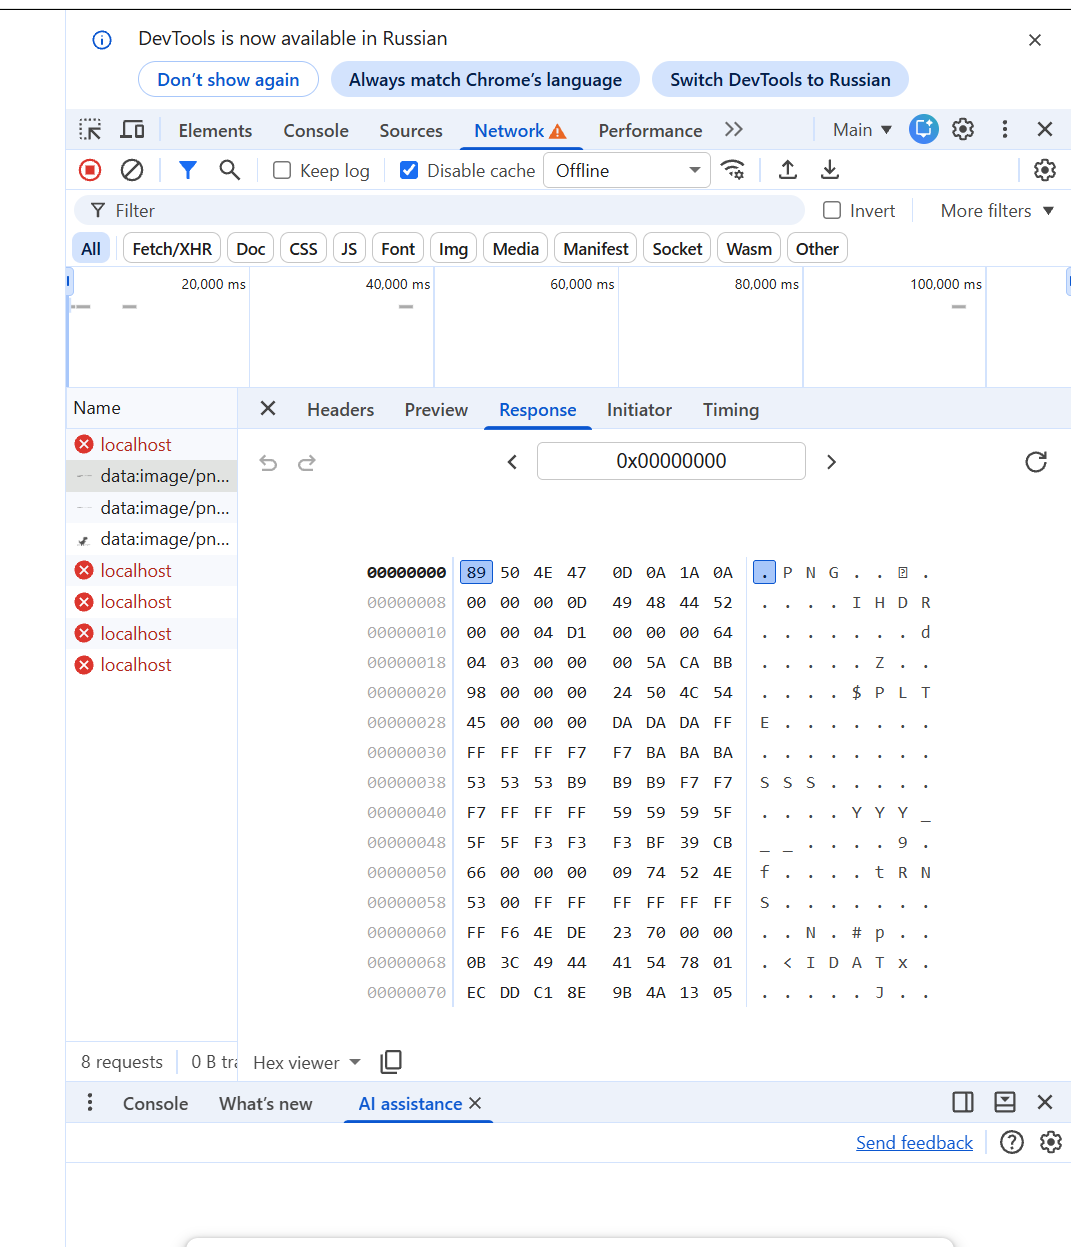 DevTools is now available in Russian
Don't show again Always match Chrome's language Switch DevTools to Russian
Elements Console Sources Network Performance Main
Keep log Disable cache Offline
Filter Invert More filters
All Fetch/XHR Doc CSS JS Font Img Media Manifest Socket Wasm Other
20,000 ms 40,000 ms 60,000 ms 80,000 ms 100,000 ms
Name Headers Preview Response Initiator Timing
localhost
data:image/pn...
data:image/pn...
data:image/pn...
localhost
localhost
localhost
localhost
0x00000000
00000000 89 50 4E 47 0D 0A 1A 0A . P N G . . .
00000008 00 00 00 0D 49 48 44 52 . . . . I H D R
00000010 00 00 04 D1 00 00 00 64 . . . . . . . d
00000018 04 03 00 00 00 5A CA BB . . . . . Z . .
00000020 98 00 00 00 24 50 4C 54 . . . . $ P L T
00000028 45 00 00 00 DA DA DA FF E . . . . . . .
00000030 FF FF FF F7 F7 BA BA BA . . . . . . . .
00000038 53 53 53 B9 B9 B9 F7 F7 S S S . . . . .
00000040 F7 FF FF FF 59 59 59 5F . . . . Y Y Y _
00000048 5F 5F F3 F3 F3 BF 39 CB _ _ . . . . 9 .
00000050 66 00 00 00 09 74 52 4E f . . . . t R N
00000058 53 00 FF FF FF FF FF FF S . . . . . . .
00000060 FF F6 4E DE 23 70 00 00 . . N . # p . .
00000068 0B 3C 49 44 41 54 78 01 . < I D A T x .
00000070 EC DD C1 8E 9B 4A 13 05 . . . . . J . .
8 requests 0 B tra Hex viewer
Console What's new AI assistance
Send feedback